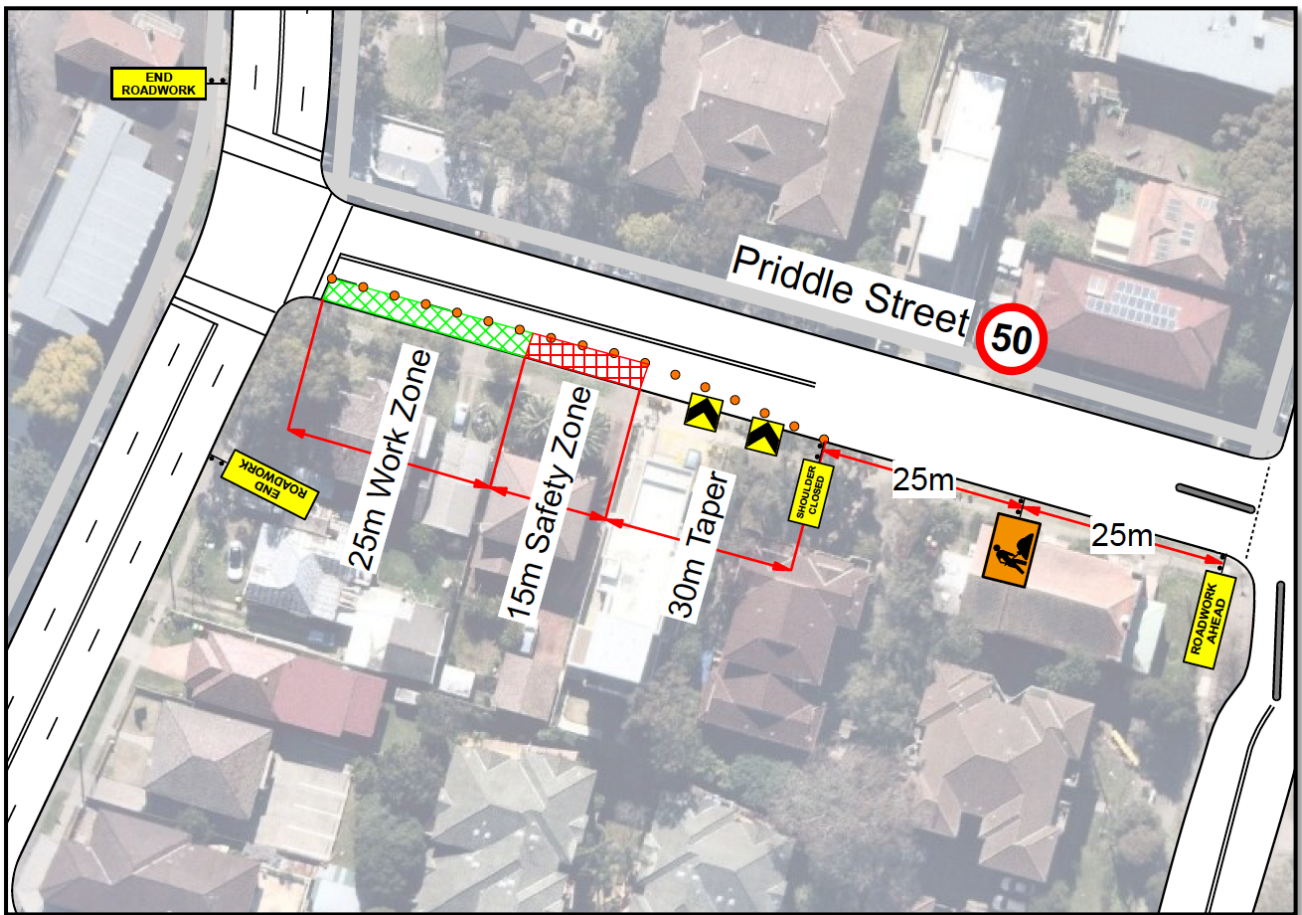 END
ROADWORK
Priddle Street
50
25m Work Zone
15m Safety Zone
30m Taper
END
ROADWORK
SHOULDER
CLOSED
25m
25m
ROADWORK
AHEAD